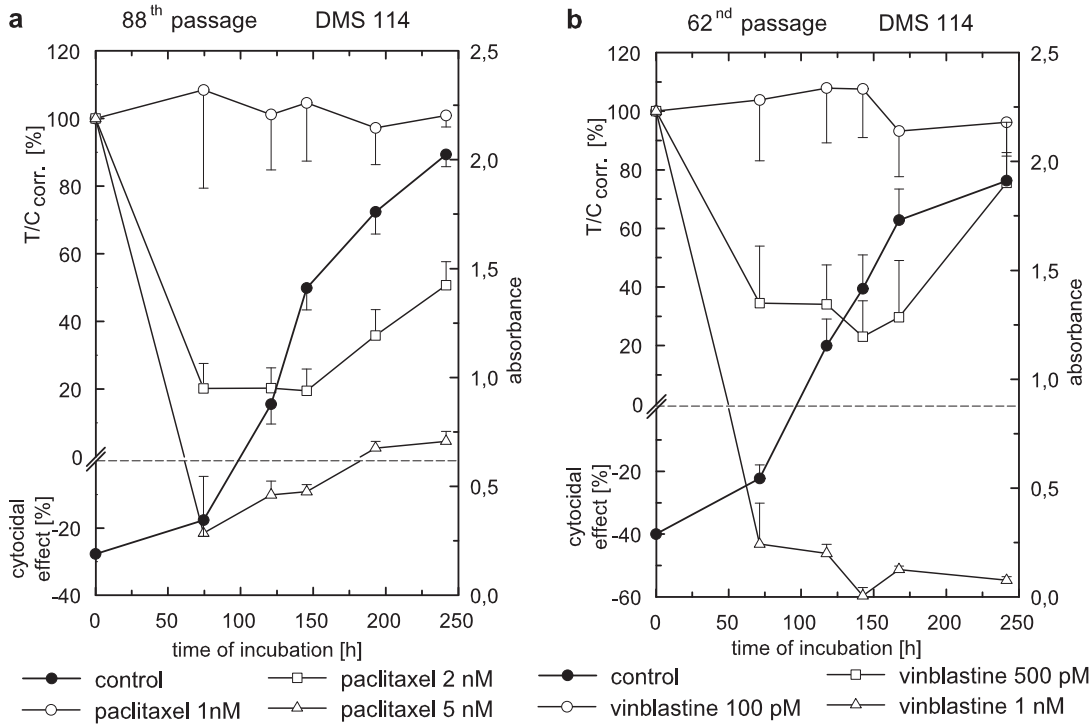 a
88th passage
DMS 114
120
100
80
60
40
20
0
-20
-40
T/Ccorr. [%]
cytocidal
effect [%]
2,5
2,0
1,5
1,0
0,5
0,0
absorbance
0 50 100 150 200 250
time of incubation [h]
control
paclitaxel 1nM
paclitaxel 2 nM
paclitaxel 5 nM
b
62nd passage
DMS 114
120
100
80
60
40
20
0
-20
-40
-60
T/Ccorr. [%]
cytocidal
effect [%]
2,5
2,0
1,5
1,0
0,5
0,0
absorbance
0 50 100 150 200 250
time of incubation [h]
control
vinblastine 100 pM
vinblastine 500 pM
vinblastine 1 nM